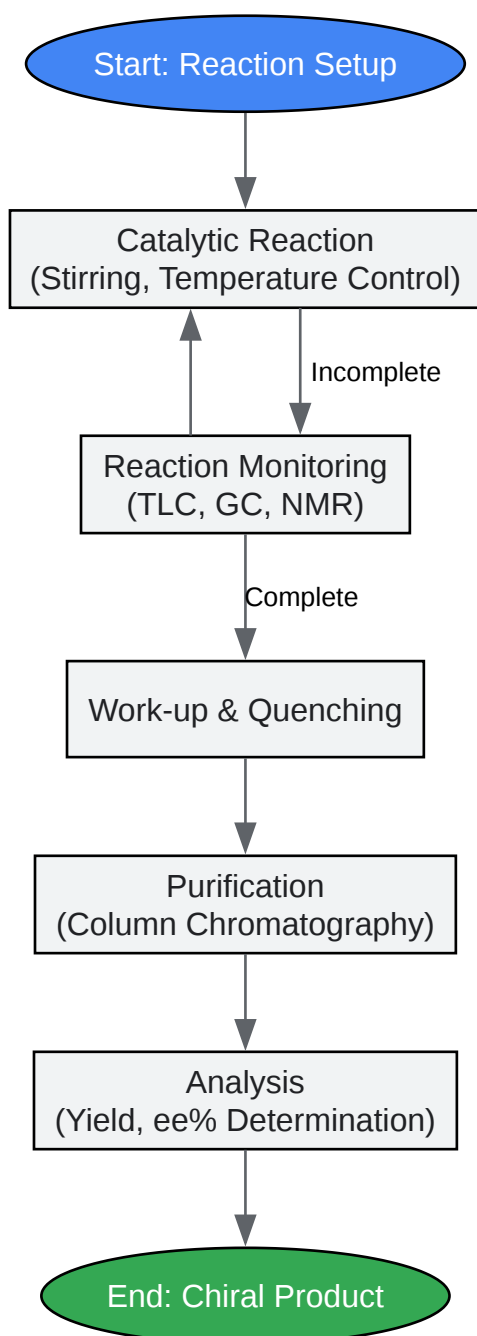 Start: Reaction Setup
Catalytic Reaction
(Stirring, Temperature Control)
Incomplete
Reaction Monitoring
(TLC, GC, NMR)
Complete
Work-up & Quenching
Purification
(Column Chromatography)
Analysis
(Yield, ee% Determination)
End: Chiral Product